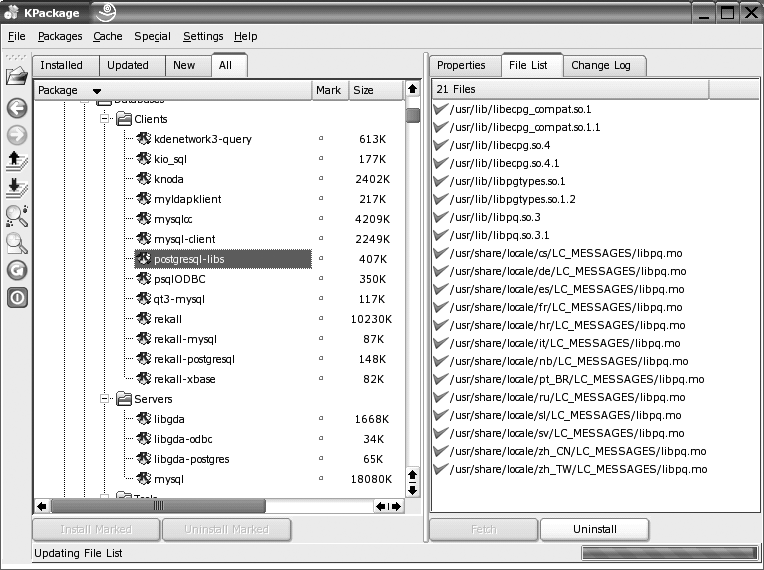 KPackage
File Packages Cache Special Settings Help
Installed Updated New All
Package Mark Size
Databases
Clients
kdenetwork3-query 613K
kio_sql 177K
knoda 2402K
myldapklient 217K
mysqlcc 4209K
mysql-client 2249K
postgresql-libs 407K
psqlODBC 350K
qt3-mysql 117K
rekall 10230K
rekall-mysql 87K
rekall-postgresql 148K
rekall-xbase 82K
Servers
libgda 1668K
libgda-odbc 34K
libgda-postgres 65K
mysql 18080K
Tools
Install Marked Uninstall Marked
Properties File List Change Log
21 Files
/usr/lib/libecpg_compat.so.1
/usr/lib/libecpg_compat.so.1.1
/usr/lib/libecpg.so.4
/usr/lib/libecpg.so.4.1
/usr/lib/libpgtypes.so.1
/usr/lib/libpgtypes.so.1.2
/usr/lib/libpq.so.3
/usr/lib/libpq.so.3.1
/usr/share/locale/cs/LC_MESSAGES/libpq.mo
/usr/share/locale/de/LC_MESSAGES/libpq.mo
/usr/share/locale/es/LC_MESSAGES/libpq.mo
/usr/share/locale/fr/LC_MESSAGES/libpq.mo
/usr/share/locale/hr/LC_MESSAGES/libpq.mo
/usr/share/locale/it/LC_MESSAGES/libpq.mo
/usr/share/locale/nb/LC_MESSAGES/libpq.mo
/usr/share/locale/pt_BR/LC_MESSAGES/libpq.mo
/usr/share/locale/ru/LC_MESSAGES/libpq.mo
/usr/share/locale/sl/LC_MESSAGES/libpq.mo
/usr/share/locale/sv/LC_MESSAGES/libpq.mo
/usr/share/locale/zh_CN/LC_MESSAGES/libpq.mo
/usr/share/locale/zh_TW/LC_MESSAGES/libpq.mo
Fetch Uninstall
Updating File List